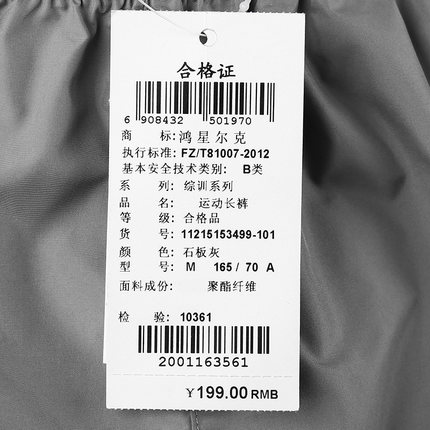 合格证
6 908432 501970
商 标: 鸿星尔克
执行标准: FZ/T81007-2012
基本安全技术类别: B类
系 列: 综训系列
品 名: 运动长裤
等 级: 合格品
货 号: 11215153499-101
颜 色: 石板灰
型 号: M 165/ 70 A
面料成份: 聚酯纤维
检 验: 10361
2001163561
¥199.00 RMB